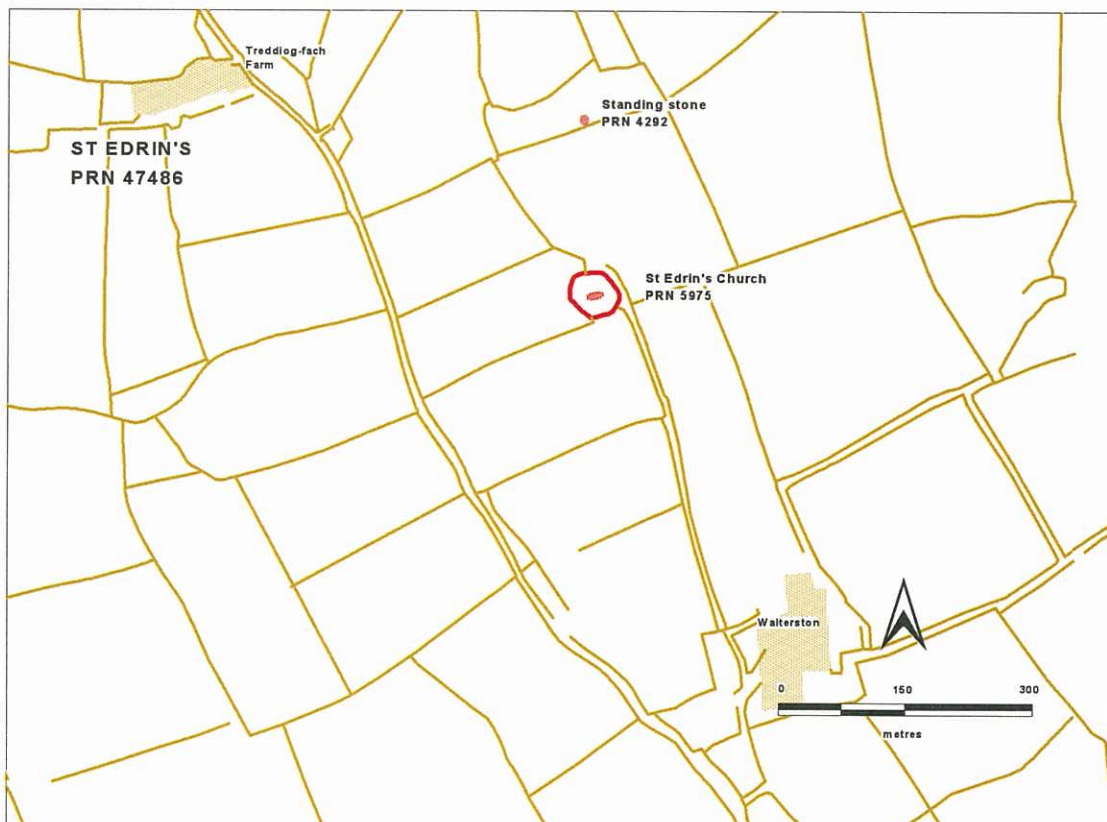 Treddiog-fach
Farm
Standing stone
PRN 4292
ST EDRIN'S
PRN 47486
St Edrin's Church
PRN 5975
Walterston
0 150 300
metres